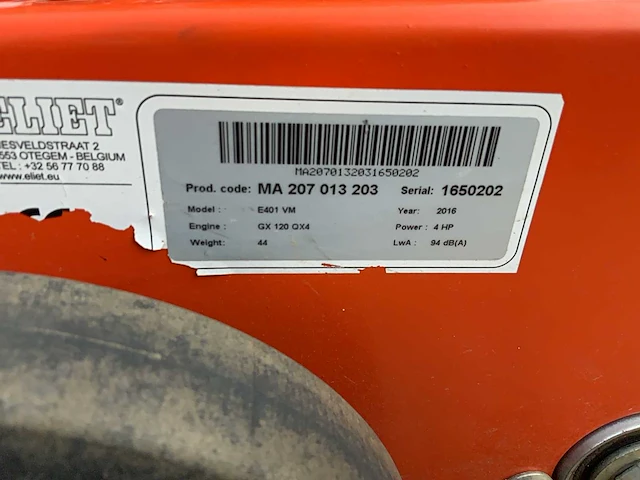 ELIET®
ESVELDSTRAAT 2
553 OTEGEM - BELGIUM
TEL : +32 56 77 70 88
www.eliet.eu
MA2070132031650202
Prod. code: MA 207 013 203 Serial: 1650202
Model : E401 VM Year: 2016
Engine : GX 120 QX4 Power : 4 HP
Weight: 44 LwA : 94 dB(A)